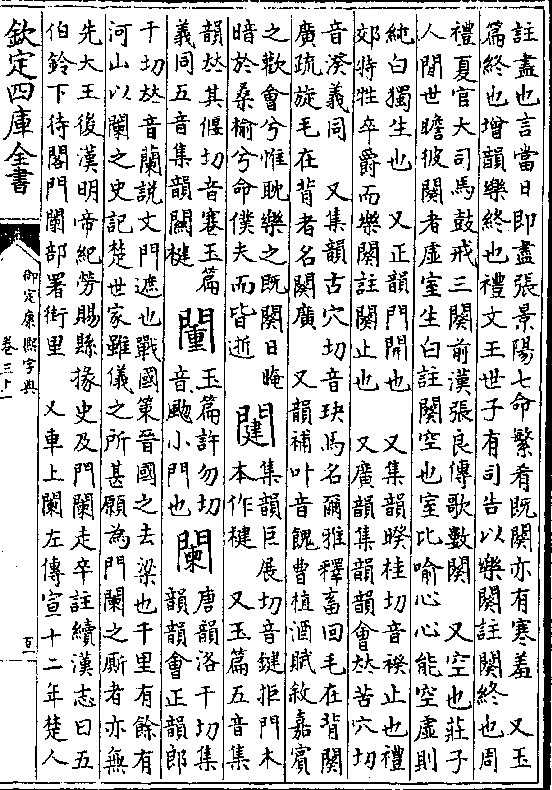 註盡也言當日即盡張景陽七命繁肴既闋亦有寒羞　又玉
篇終也增韻樂終也禮文王世子有司告以樂闋註闋終也周
禮夏官大司馬鼓戒三闋前漢張良傳歌數闋　又空也莊子
人閒世瞻彼闋者虛室生白註闋空也室比喻心心能空虛則
純白獨生也　又正韻門開也　又集韻睽桂切音𥜥止也禮
郊特牲卒爵而樂闋註闋止也　又廣韻集韻韻會𠀤苦穴切
音湀義同　又集韻古穴切音玦馬名爾雅釋畜回毛在背闋
廣疏旋毛在背者名闋廣　又韻補叶音餽曹植酒賦敘嘉賓
之歡會兮惟耽樂之既闋日晻
暗於桑榆兮命僕夫而皆逝　𨵭　集韻巨展切音鍵拒門木
本作楗　又玉篇五音集
韻𠀤其偃切音寋玉篇
義同五音集韻關楗　𨵵　玉篇許勿切
音颮小門也　闌　唐韻洛干切集
韻韻會正韻郎
干切𠀤音蘭說文門遮也戰國策晉國之去梁也千里有餘有
河山以闌之史記楚世家雖儀之所甚願為門闌之廝者亦無
先大王後漢明帝紀勞賜縣掾史及門闌走卒註續漢志曰五
伯鈴下待閣門闌部署街里　又車上闌左傳宣十二年楚人
欽定四庫全書
御定康熙字典
卷三十一
百一